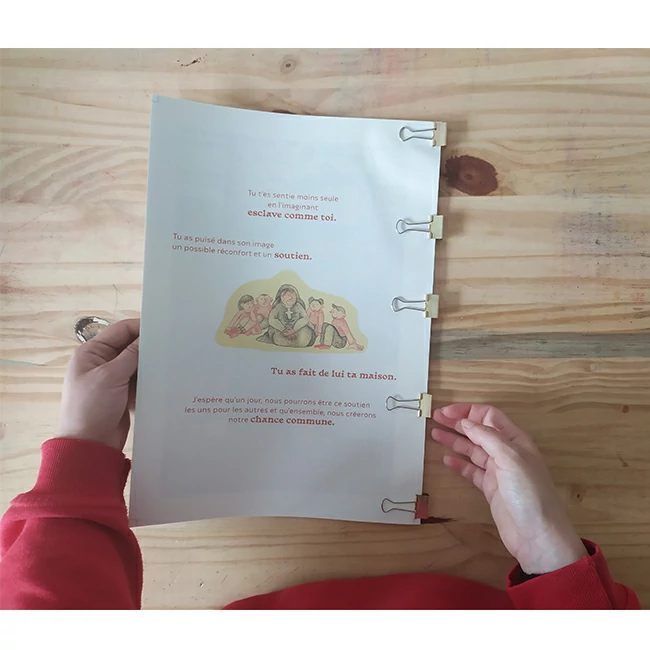 Tu t'es sentie moins seule
en l'imaginant
esclave comme toi.
Tu as puisé dans son image
un possible réconfort et un soutien.
Tu as fait de lui ta maison.
J'espère qu'un jour, nous pourrons être ce soutien
les uns pour les autres et qu'ensemble, nous créerons
notre chance commune.